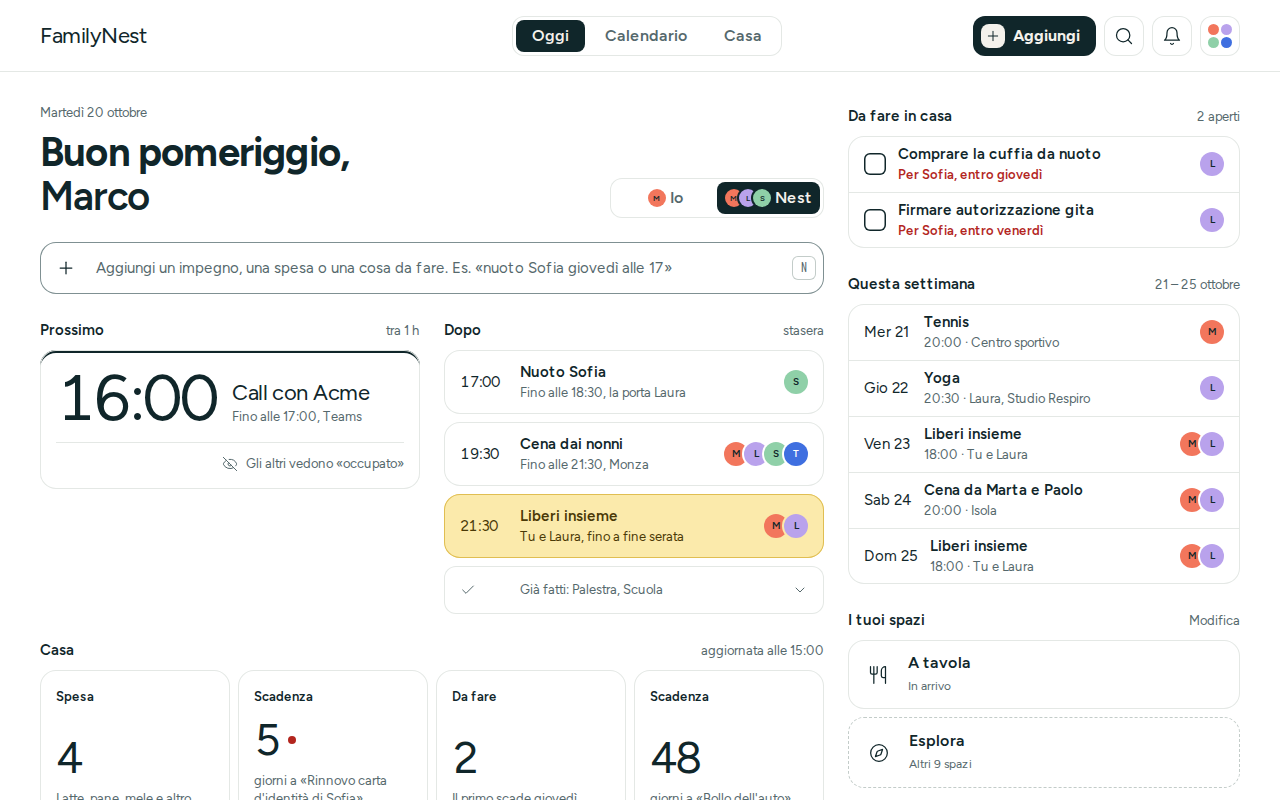 FamilyNest
Oggi
Calendario
Casa
Aggiungi
Martedì 20 ottobre
Buon pomeriggio,
Marco
M Io
M L S Nest
Aggiungi un impegno, una spesa o una cosa da fare. Es. «nuoto Sofia giovedì alle 17»
N
Prossimo
tra 1 h
16:00
Call con Acme
Fino alle 17:00, Teams
Gli altri vedono «occupato»
Dopo
stasera
17:00
Nuoto Sofia
Fino alle 18:30, la porta Laura
S
19:30
Cena dai nonni
Fino alle 21:30, Monza
M L S T
21:30
Liberi insieme
Tu e Laura, fino a fine serata
M L
Già fatti: Palestra, Scuola
Casa
aggiornata alle 15:00
Spesa
4
Latte, pane, mele e altro
Scadenza
5
giorni a «Rinnovo carta
d'identità di Sofia»
Da fare
2
Il primo scade giovedì
Scadenza
48
giorni a «Bollo dell'auto»
Da fare in casa
2 aperti
Comprare la cuffia da nuoto
Per Sofia, entro giovedì
L
Firmare autorizzazione gita
Per Sofia, entro venerdì
L
Questa settimana
21–25 ottobre
Mer 21
Tennis
20:00 · Centro sportivo
M
Gio 22
Yoga
20:30 · Laura, Studio Respiro
L
Ven 23
Liberi insieme
18:00 · Tu e Laura
M L
Sab 24
Cena da Marta e Paolo
20:00 · Isola
M L
Dom 25
Liberi insieme
18:00 · Tu e Laura
M L
I tuoi spazi
Modifica
A tavola
In arrivo
Esplora
Altri 9 spazi